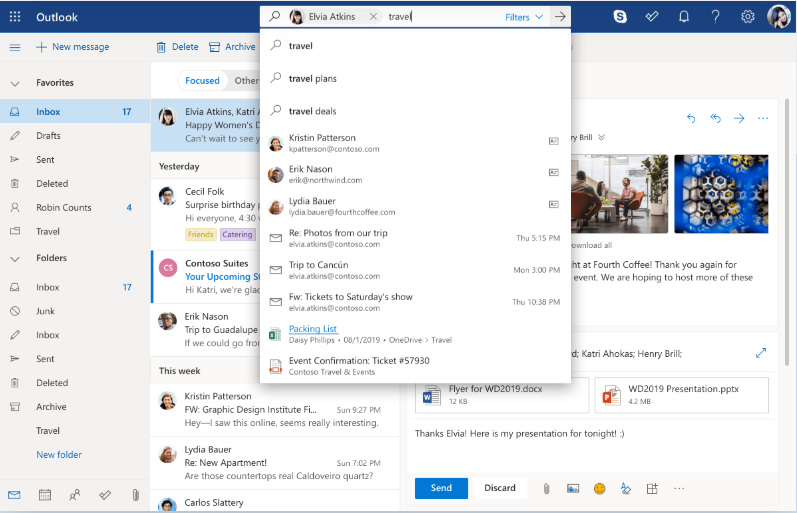 Outlook
Elvia Atkins
travel
Filters
New message
Delete
Archive
Favorites
Inbox 17
Drafts
Sent
Deleted
Robin Counts 4
Travel
Folders
Inbox 17
Junk
Inbox
Sent
Deleted
Archive
Travel
New folder
Focused Other
Elvia Atkins, Katri
Happy Women's D
Can't wait to see y
Yesterday
Cecil Folk
Surprise birthday
Hi everyone, 4:30
Friends Catering
CS
Contoso Suites
Your Upcoming St
Hi Katri, we're glad
Erik Nason
Trip to Guadalupe
If we could go from
This week
Kristin Patterson
FW: Graphic Design Institute Fi... Sun 9:27 PM
Hey—I saw this online, seems really interesting.
Lydia Bauer
Re: New Apartment! Sun 7:02 PM
Are those countertops real Caldoveiro quartz?
Carlos Slattery
travel
travel plans
travel deals
Kristin Patterson
kpatterson@contoso.com
Erik Nason
erik@northwind.com
Lydia Bauer
lydia.bauer@fourthcoffee.com
Re: Photos from our trip
elvia.atkins@contoso.com
Thu 5:15 PM
Trip to Cancún
elvia.atkins@contoso.com
Mon 3:00 PM
Fw: Tickets to Saturday's show
elvia.atkins@contoso.com
Thu 10:38 PM
Packing List
Daisy Phillips • 08/1/2019 • OneDrive > Travel
Event Confirmation: Ticket #57930
Contoso Travel & Events
ry Brill
ownload all
ht at Fourth Coffee! Thank you again for
event. We are hoping to host more of these
rd; Katri Ahokas; Henry Brill;
Flyer for WD2019.docx
12 KB
WD2019 Presentation.pptx
4.2 MB
Thanks Elvia! Here is my presentation for tonight! :)
Send Discard